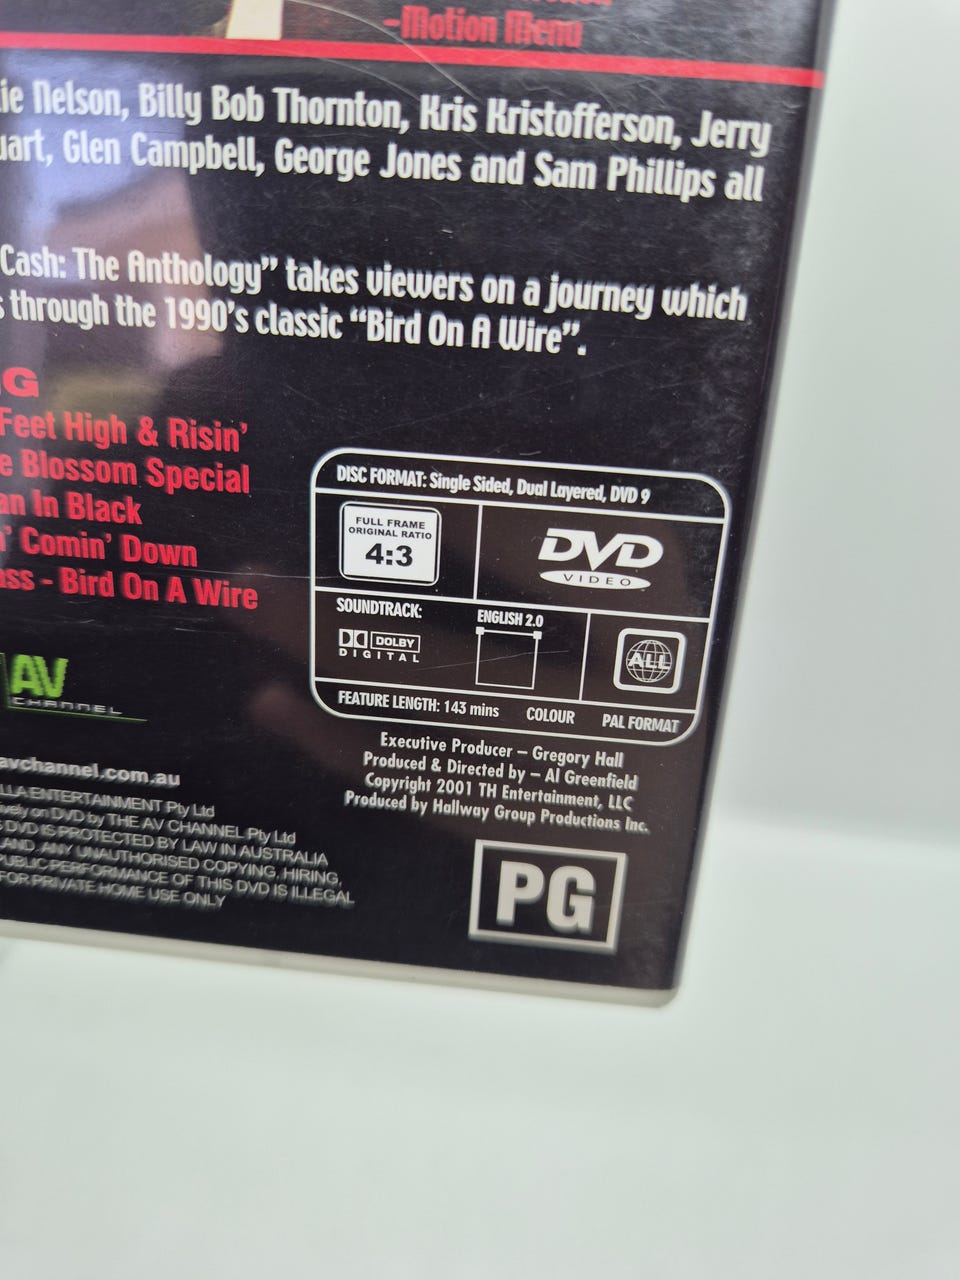 -Motion Menu
ie Nelson, Billy Bob Thornton, Kris Kristofferson, Jerry
uart, Glen Campbell, George Jones and Sam Phillips all
Cash: The Anthology” takes viewers on a journey which
s through the 1990's classic “Bird On A Wire”.
G
Feet High & Risin'
e Blossom Special
an In Black
n' Comin' Down
ass - Bird On A Wire
DISC FORMAT: Single Sided, Dual Layered, DVD 9
FULL FRAME
ORIGINAL RATIO
4:3
DVD
VIDEO
SOUNDTRACK:
ENGLISH 2.0
DOLBY
DIGITAL
ALL
FEATURE LENGTH: 143 mins COLOUR PAL FORMAT
AV
CHANNEL
Executive Producer – Gregory Hall
Produced & Directed by – Al Greenfield
Copyright 2001 TH Entertainment, LLC
Produced by Hallway Group Productions Inc.
avchannel.com.au
LLA ENTERTAINMENT Pty Ltd
ively on DVD by THE AV CHANNEL Pty Ltd
S DVD IS PROTECTED BY LAW IN AUSTRALIA
AND. ANY UNAUTHORISED COPYING, HIRING,
PUBLIC PERFORMANCE OF THIS DVD IS ILLEGAL
FOR PRIVATE HOME USE ONLY
PG